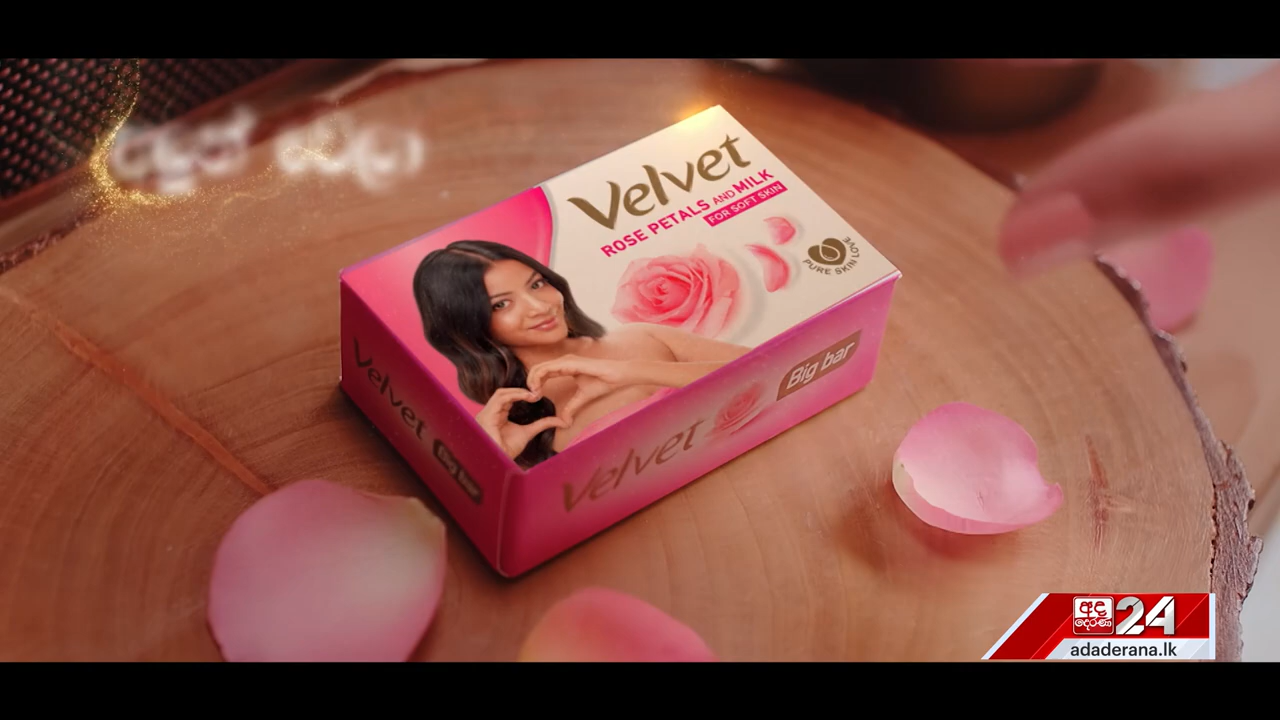 Velvet
ROSE PETALS AND MILK
FOR SOFT SKIN
PURE SKIN LOVE
Big bar
Velvet
Velvet
Big bar
අද
දෙරණ
24
adaderana.lk